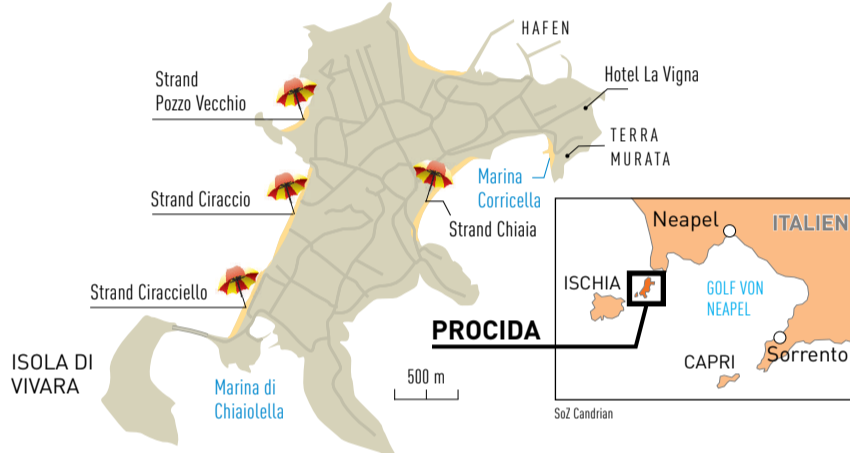 HAFEN
Strand
Pozzo Vecchio
Hotel La Vigna
TERRA
MURATA
Marina
Corricella
Strand Ciraccio
Strand Chiaia
Neapel
ITALIEN
ISCHIA
GOLF VON
NEAPEL
Strand Ciracciello
PROCIDA
ISOLA DI
VIVARA
Marina di
Chiaiolella
500 m
CAPRI
Sorrento
SoZ Candrian